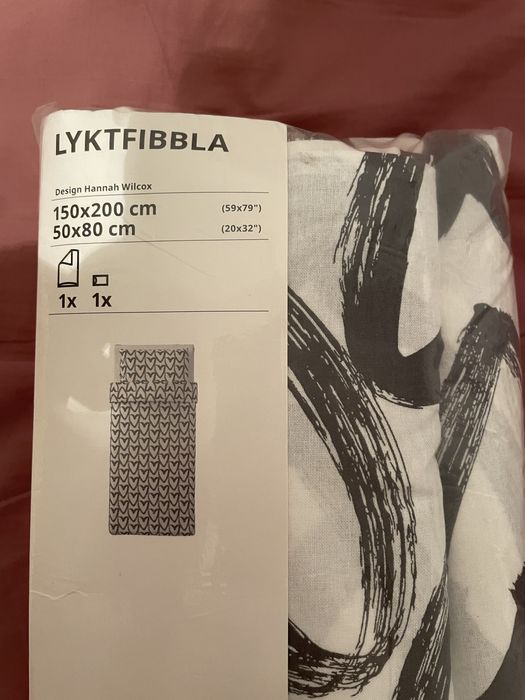 LYKTFIBBLA
Design Hannah Wilcox
150x200 cm (59x79")
50x80 cm (20x32")
1x 1x